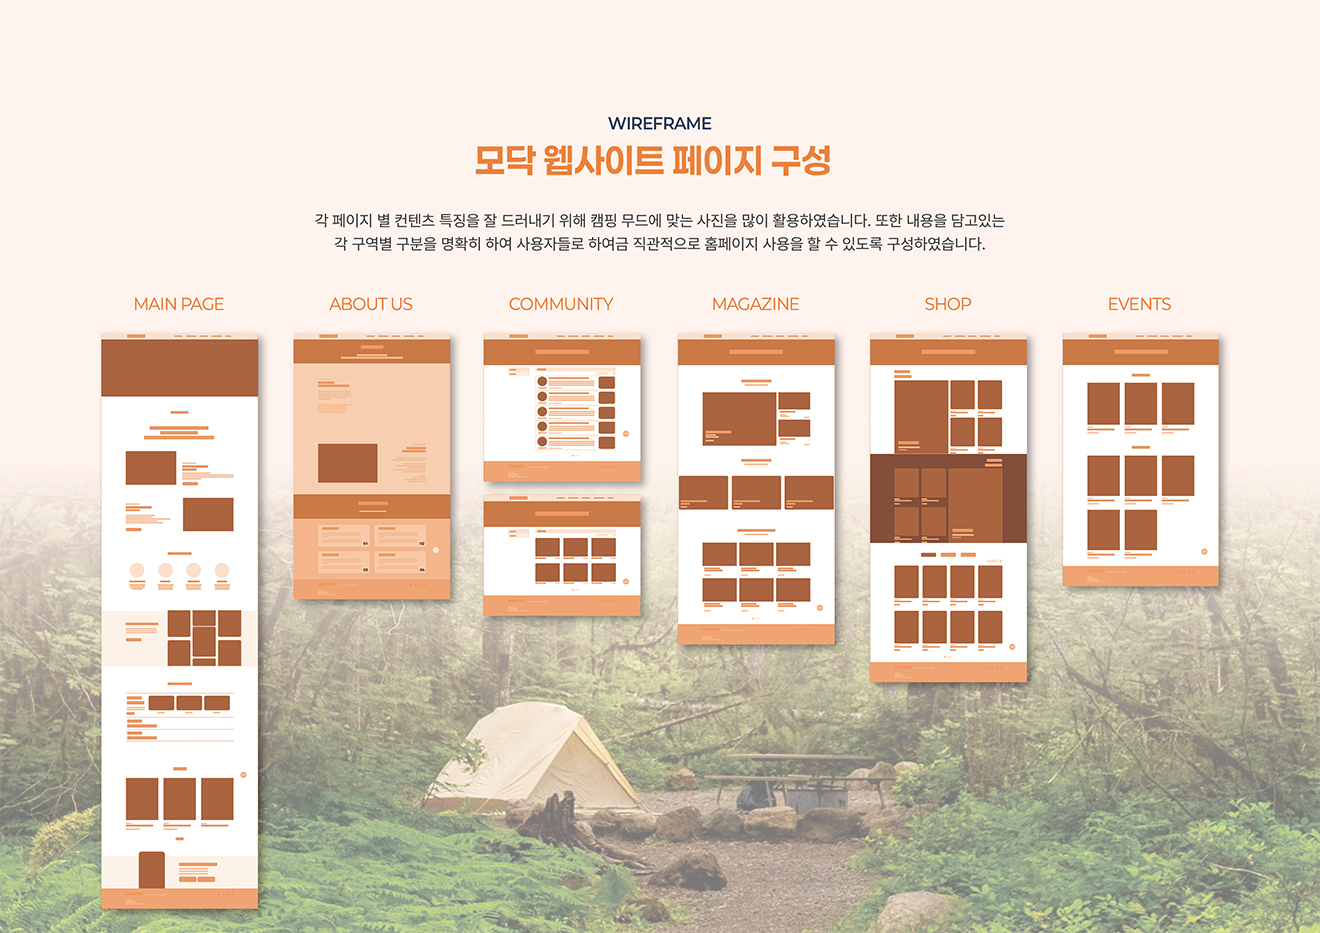 WIREFRAME
모닥 웹사이트 페이지 구성
각 페이지 별 컨텐츠 특징을 잘 드러내기 위해 캠핑 무드에 맞는 사진을 많이 활용하였습니다. 또한 내용을 담고있는
각 구역별 구분을 명확히 하여 사용자들로 하여금 직관적으로 홈페이지 사용을 할 수 있도록 구성하였습니다.
MAIN PAGE
ABOUT US
COMMUNITY
MAGAZINE
SHOP
EVENTS
01
02
03
04